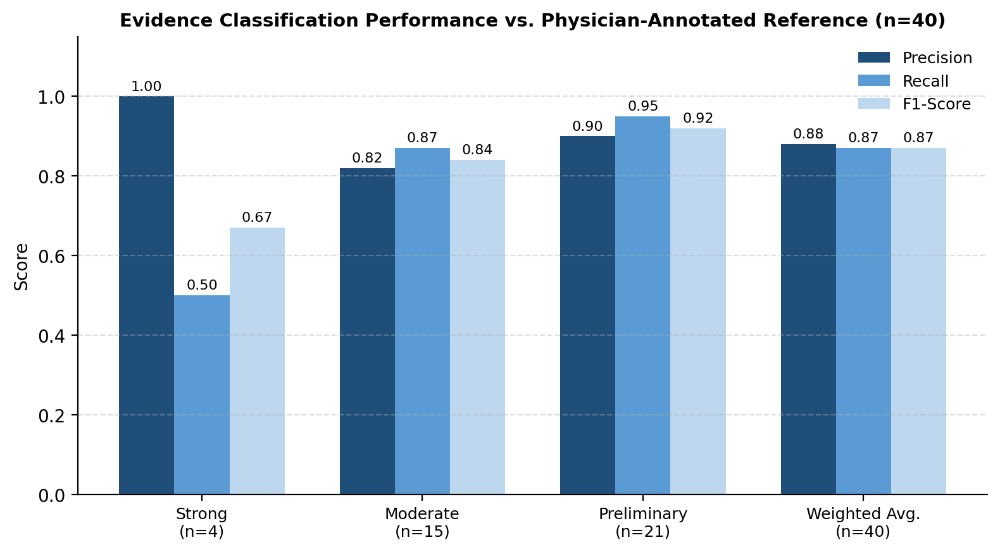 Evidence Classification Performance vs. Physician-Annotated Reference (n=40)
Precision
Recall
F1-Score
Score
1.0
0.8
0.6
0.4
0.2
0.0
1.00
0.50
0.67
0.82
0.87
0.84
0.90
0.95
0.92
0.88
0.87
0.87
Strong
(n=4)
Moderate
(n=15)
Preliminary
(n=21)
Weighted Avg.
(n=40)